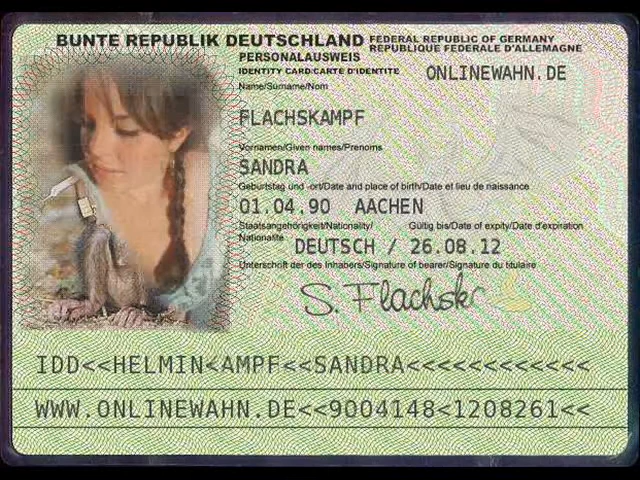 BUNTE REPUBLIK DEUTSCHLAND FEDERAL REPUBLIC OF GERMANY
REPUBLIQUE FEDERALE D'ALLEMAGNE
PERSONALAUSWEIS
IDENTITY CARD/CARTE D'IDENTITE ONLINEWAHN.DE
Name/Surname/Nom
FLACHSKAMPF
Vornamen/Given names/Prenoms
SANDRA
Geburtstag und -ort/Date and place of birth/Date et lieu de naissance
01.04.90 AACHEN
Staatsangehörigkeit/Nationality/ Gültig bis/Date of expiry/Date d'expiration
Nationalité DEUTSCH / 26.08.12
Unterschrift der des Inhabers/Signature of bearer/Signature du titulaire
S. Flachsk
IDD<<HELMIN<AMPF<<SANDRA<<<<<<<<<<<<
WWW.ONLINEWAHN.DE<<9004148<1208261<<